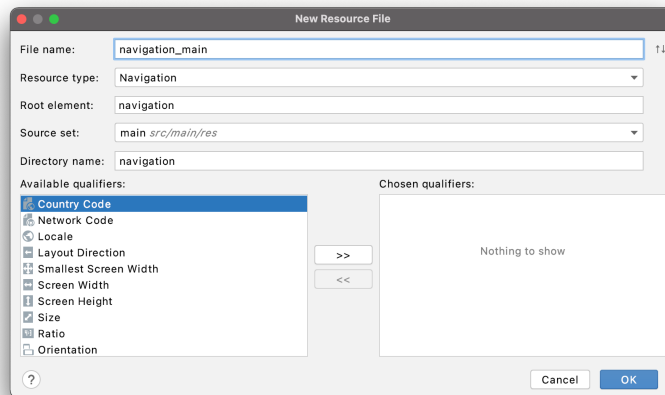 New Resource File
File name: navigation_main
Resource type: Navigation
Root element: navigation
Source set: main src/main/res
Directory name: navigation
Available qualifiers:
Chosen qualifiers:
Country Code
Network Code
Locale
Layout Direction
Smallest Screen Width
Screen Width
Screen Height
Size
Ratio
Orientation
>>
<<
Nothing to show
?
Cancel
OK